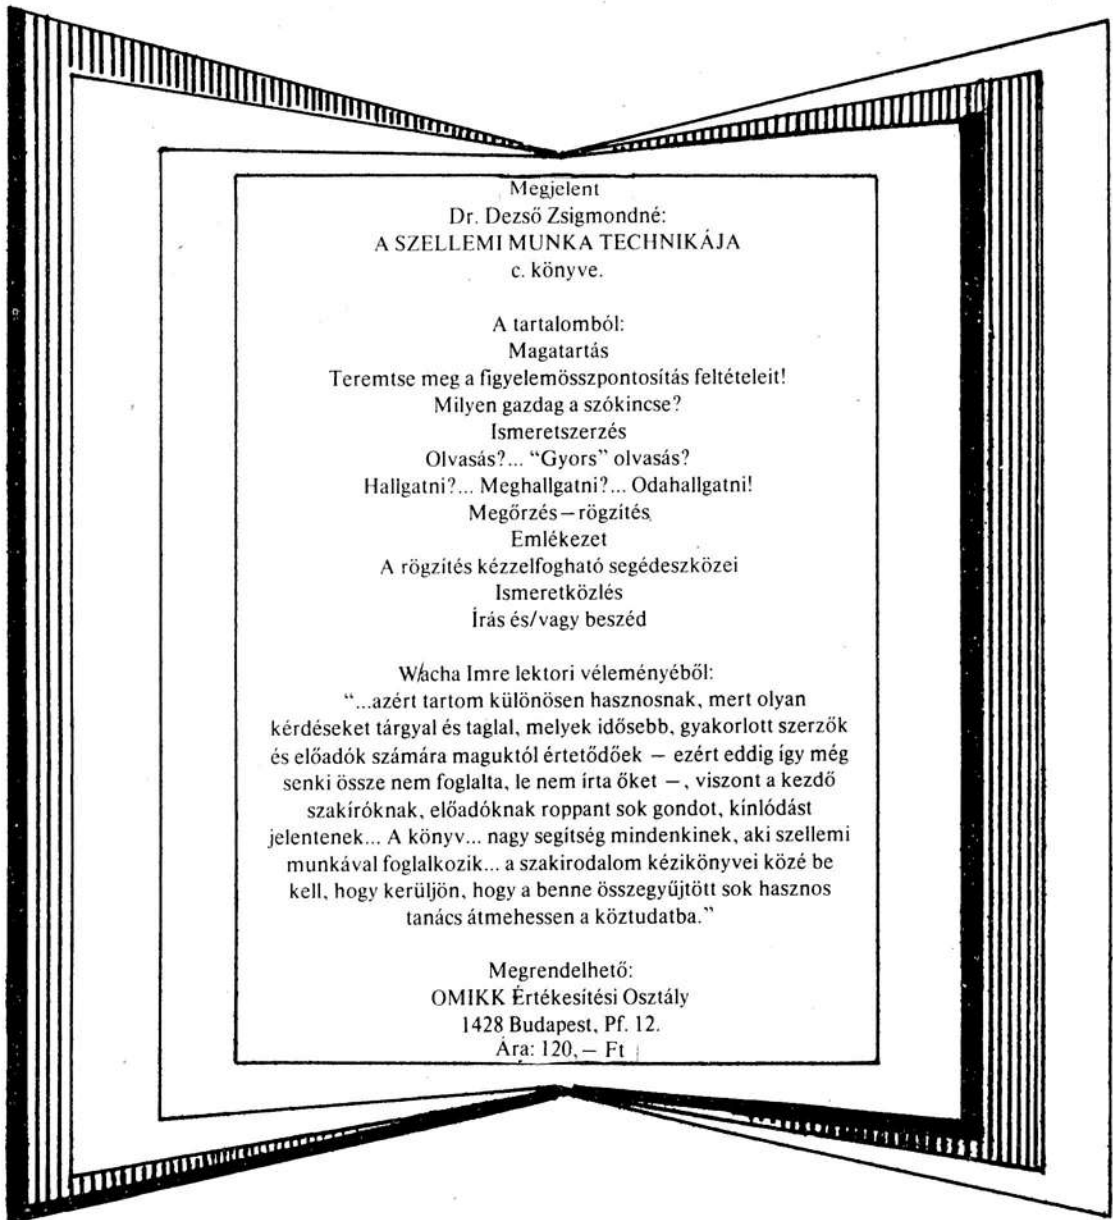 Megjelent
Dr. Dezső Zsigmondné:
A SZELLEMI MUNKA TECHNIKÁJA
c. könyve.
A tartalomból:
Magatartás
Teremtse meg a figyelemösszpontosítás feltételeit!
Milyen gazdag a szókincse?
Ismeretszerzés
Olvasás?... “Gyors” olvasás?
Hallgatni?... Meghallgatni?... Odahallgatni!
Megőrzés – rögzítés
Emlékezet
A rögzítés kézzelfogható segédeszközei
Ismeretközlés
Írás és/vagy beszéd
Wacha Imre lektori véleményéből:
“...azért tartom különösen hasznosnak, mert olyan
kérdéseket tárgyal és taglal, melyek idősebb, gyakorlott szerzők
és előadók számára maguktól értetődőek – ezért eddig így még
senki össze nem foglalta, le nem írta őket –, viszont a kezdő
szakíróknak, előadóknak roppant sok gondot, kínlódást
jelentenek... A könyv... nagy segítség mindenkinek, aki szellemi
munkával foglalkozik... a szakirodalom kézikönyvei közé be
kell, hogy kerüljön, hogy a benne összegyűjtött sok hasznos
tanács átmehessen a köztudatba.”
Megrendelhető:
OMIKK Értékesítési Osztály
1428 Budapest, Pf. 12.
Ára: 120,– Ft